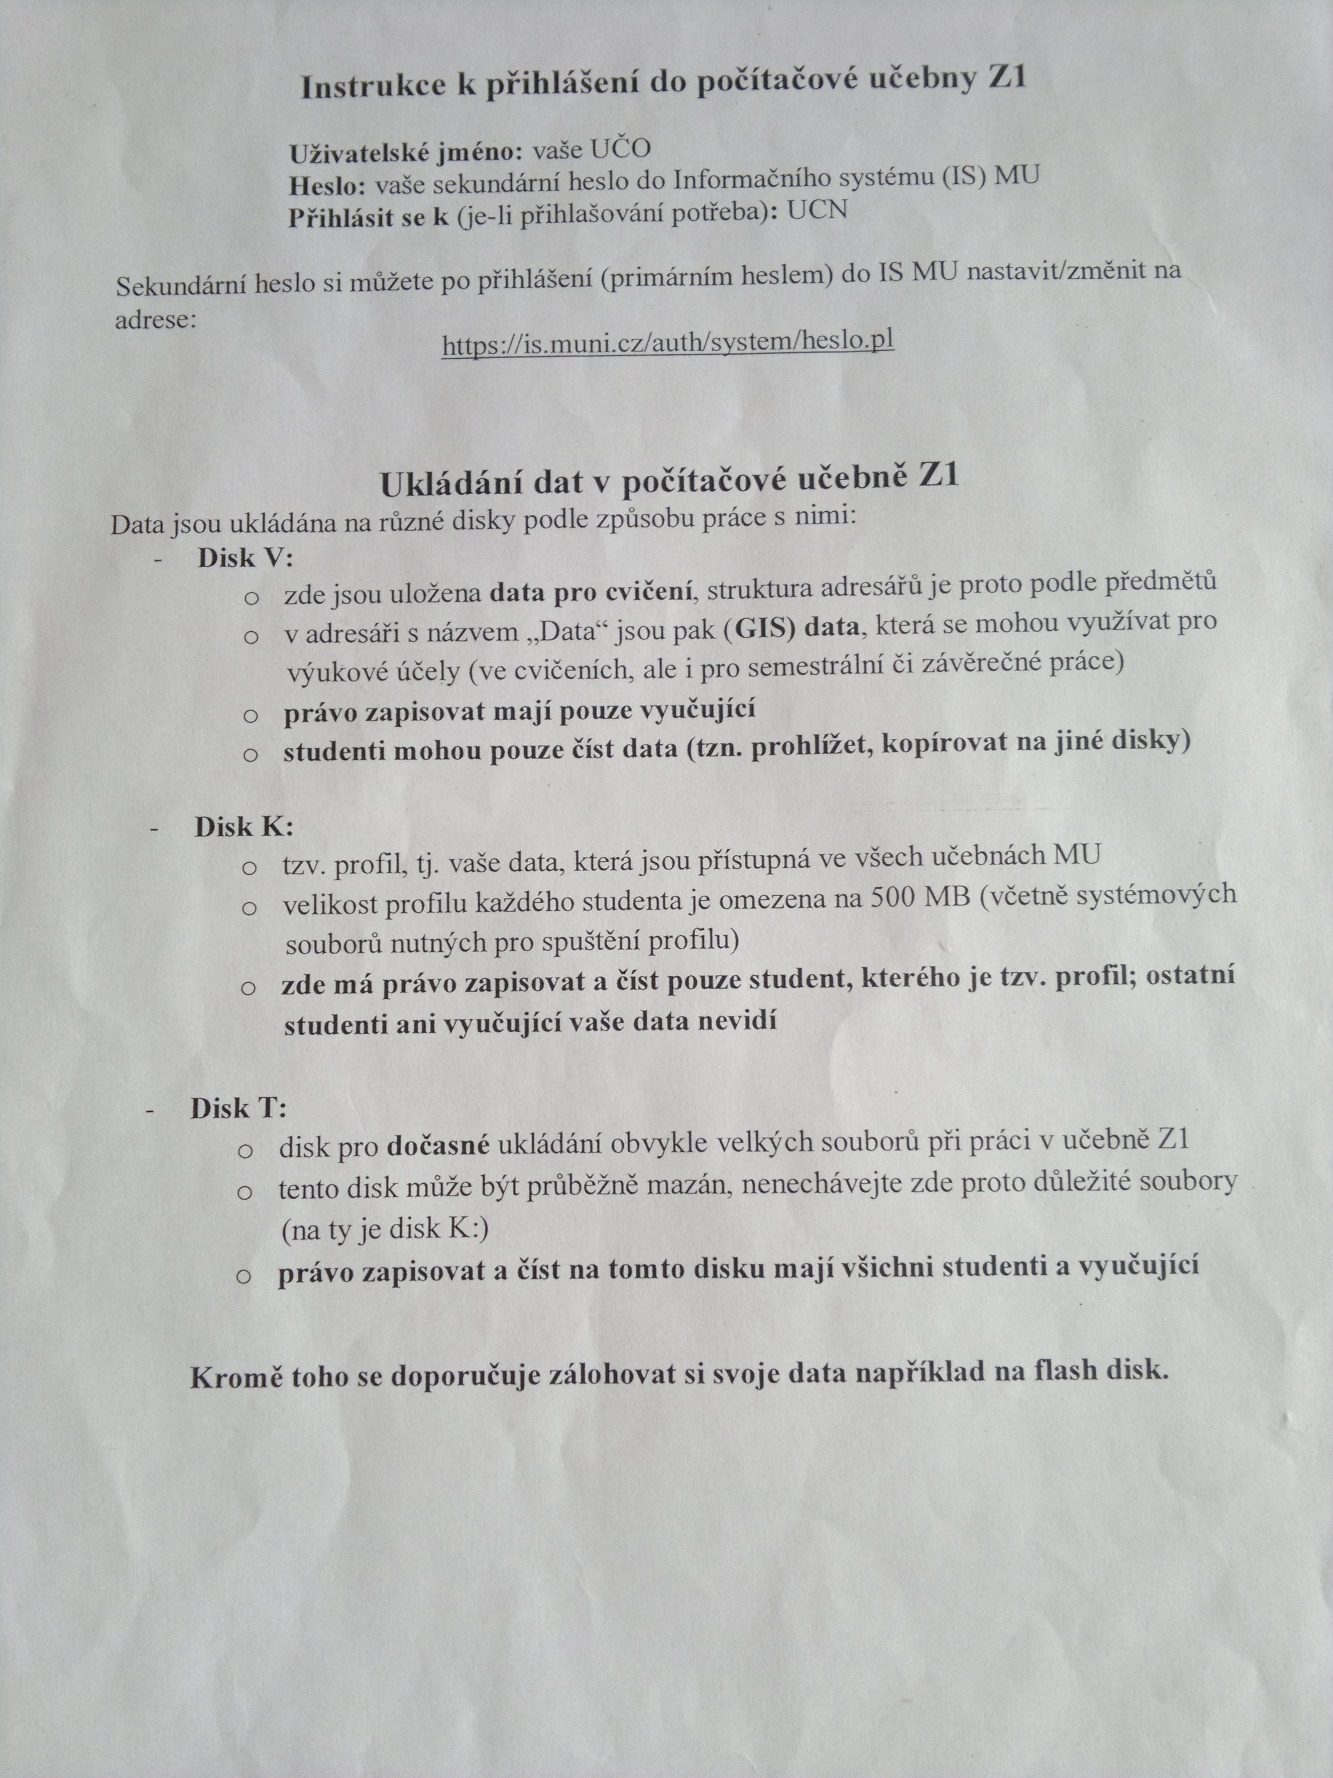 Instrukce k přihlášení do počítačové učebny Z1
Uživatelské jméno: vaše UČO
Heslo: vaše sekundární heslo do Informačního systému (IS) MU
Přihlásit se k (je-li přihlašování potřeba): UCN
Sekundární heslo si můžete po přihlášení (primárním heslem) do IS MU nastavit/změnit na
adrese:
https://is.muni.cz/auth/system/heslo.pl
Ukládání dat v počítačové učebně Z1
Data jsou ukládána na různé disky podle způsobu práce s nimi:
- Disk V:
o zde jsou uložena data pro cvičení, struktura adresářů je proto podle předmětů
o v adresáři s názvem „Data“ jsou pak (GIS) data, která se mohou využívat pro
výukové účely (ve cvičeních, ale i pro semestrální či závěrečné práce)
o právo zapisovat mají pouze vyučující
o studenti mohou pouze číst data (tzn. prohlížet, kopírovat na jiné disky)
- Disk K:
o tzv. profil, tj. vaše data, která jsou přístupná ve všech učebnách MU
o velikost profilu každého studenta je omezena na 500 MB (včetně systémových
souborů nutných pro spuštění profilu)
o zde má právo zapisovat a číst pouze student, kterého je tzv. profil; ostatní
studenti ani vyučující vaše data nevidí
- Disk T:
o disk pro dočasné ukládání obvykle velkých souborů při práci v učebně Z1
o tento disk může být průběžně mazán, nenechávejte zde proto důležité soubory
(na ty je disk K:)
o právo zapisovat a číst na tomto disku mají všichni studenti a vyučující
Kromě toho se doporučuje zálohovat si svoje data například na flash disk.